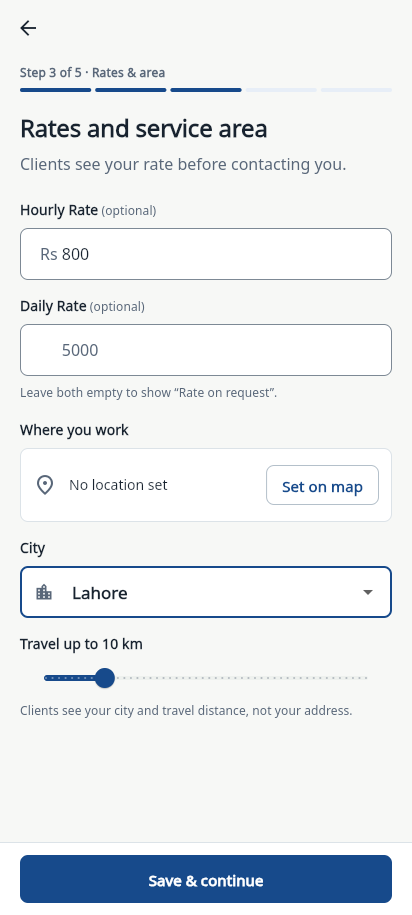 Step 3 of 5 · Rates & area
Rates and service area
Clients see your rate before contacting you.
Hourly Rate (optional)
Rs 800
Daily Rate (optional)
5000
Leave both empty to show “Rate on request”.
Where you work
No location set
Set on map
City
Lahore
Travel up to 10 km
Clients see your city and travel distance, not your address.
Save & continue